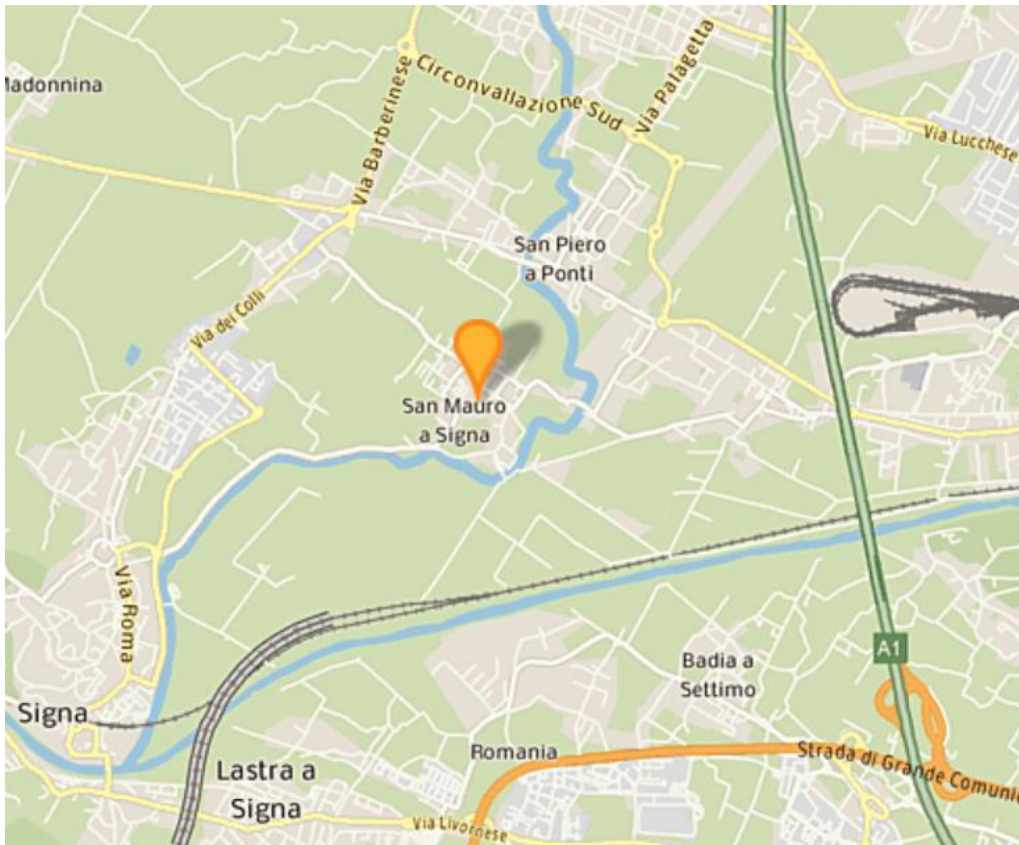 Madonnina
Circonvallazione Sud
Via Palagetta
Via Barberinese
Via Lucchese
San Piero
a Ponti
Via dei Colli
San Mauro
a Signa
Via Roma
A1
Badia a
Settimo
Signa
Romania
Strada di Grande Comunic
Lastra a
Signa
Via Livornese